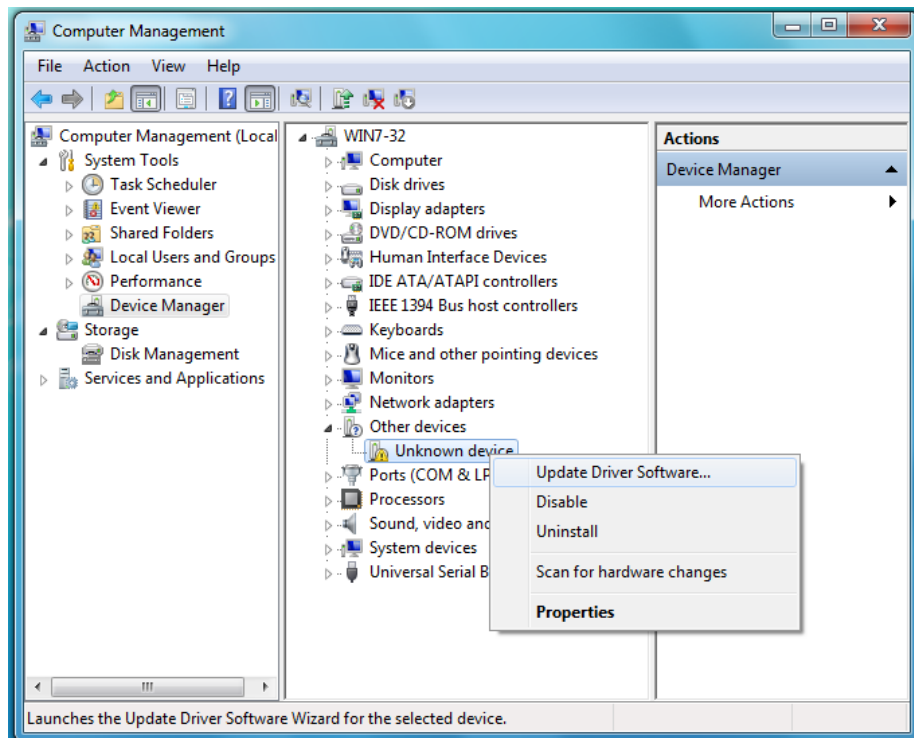 Computer Management
File Action View Help
Computer Management (Local
System Tools
Task Scheduler
Event Viewer
Shared Folders
Local Users and Groups
Performance
Device Manager
Storage
Disk Management
Services and Applications
WIN7-32
Computer
Disk drives
Display adapters
DVD/CD-ROM drives
Human Interface Devices
IDE ATA/ATAPI controllers
IEEE 1394 Bus host controllers
Keyboards
Mice and other pointing devices
Monitors
Network adapters
Other devices
Unknown device
Ports (COM & LP
Processors
Sound, video and
System devices
Universal Serial B
Update Driver Software...
Disable
Uninstall
Scan for hardware changes
Properties
Actions
Device Manager
More Actions
Launches the Update Driver Software Wizard for the selected device.